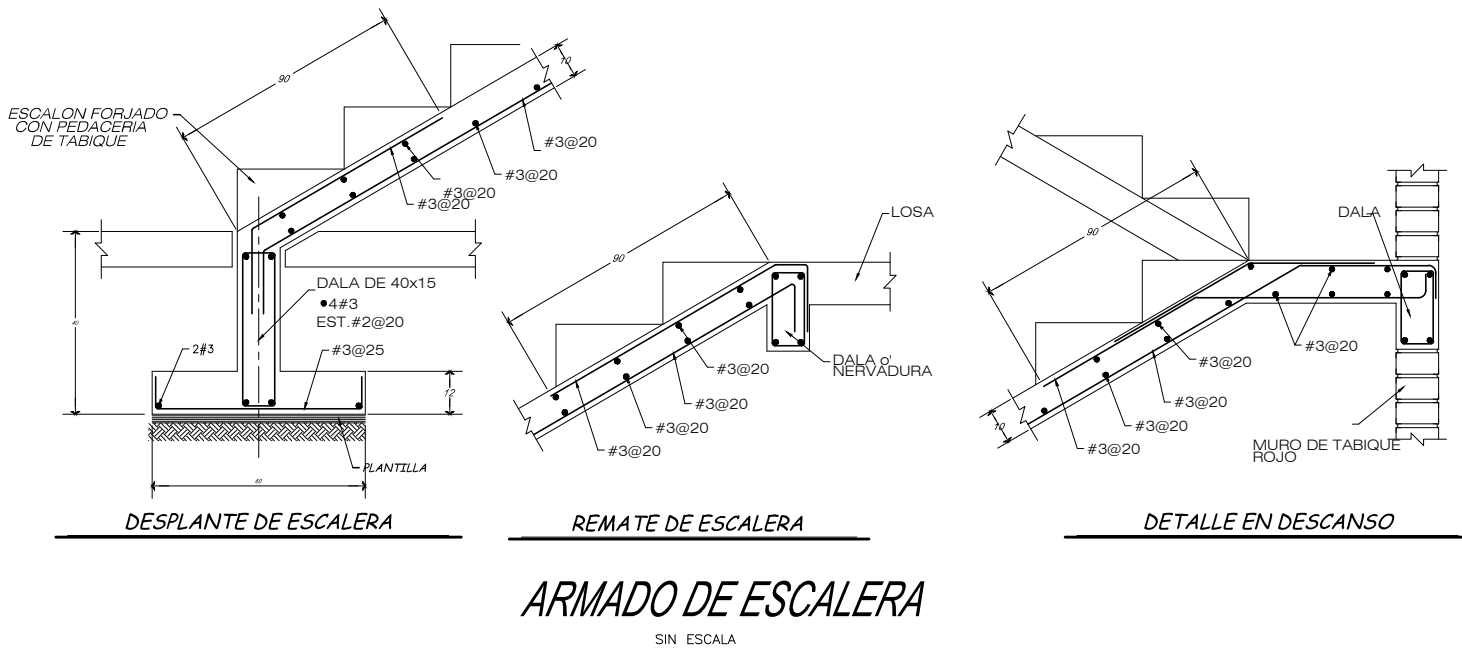 90
10
ESCALON FORJADO
CON PEDACERIA
DE TABIQUE
#3@20
#3@20
#3@20
#3@20
DALA DE 40x15
4#3
EST.#2@20
2#3
#3@25
12
PLANTILLA
60
DESPLANTE DE ESCALERA
90
LOSA
DALA o'
NERVADURA
#3@20
#3@20
#3@20
#3@20
REMATE DE ESCALERA
90
DALA
#3@20
#3@20
#3@20
#3@20
#3@20
10
MURO DE TABIQUE
ROJO
DETALLE EN DESCANSO
ARMADO DE ESCALERA
SIN ESCALA